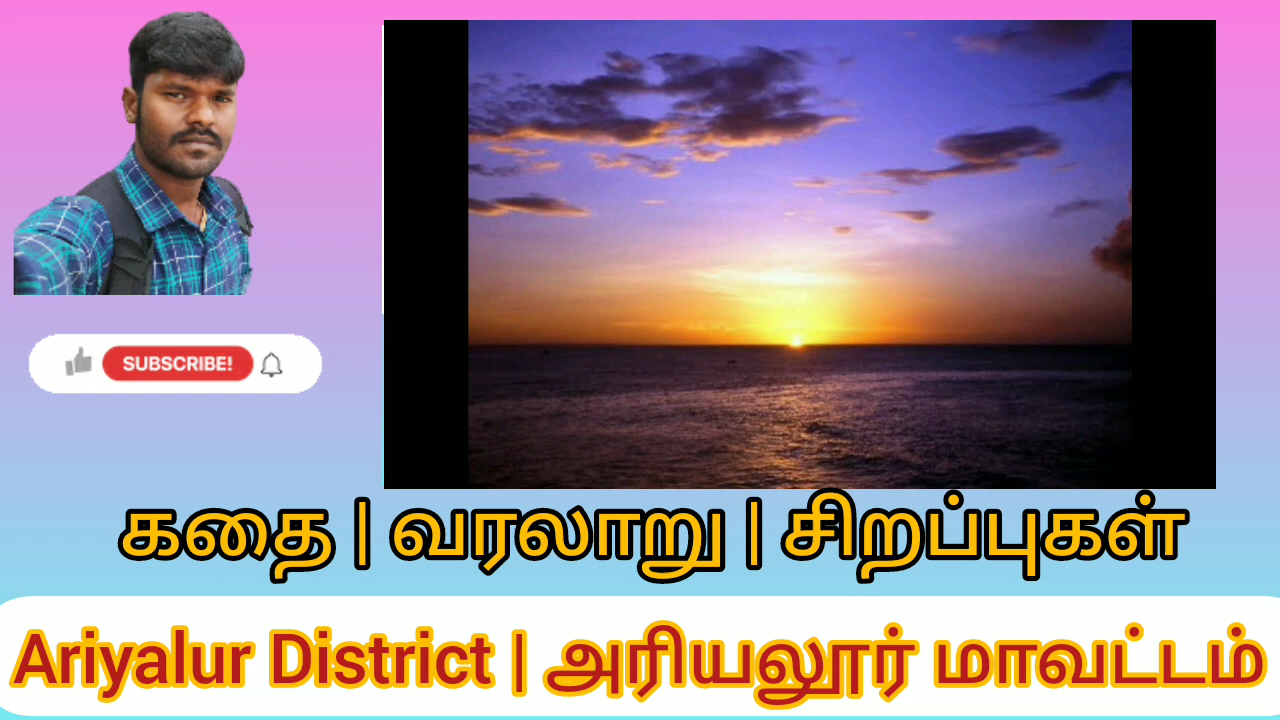 SUBSCRIBE!
கதை | வரலாறு | சிறப்புகள்
Ariyalur District | அரியலூர் மாவட்டம்